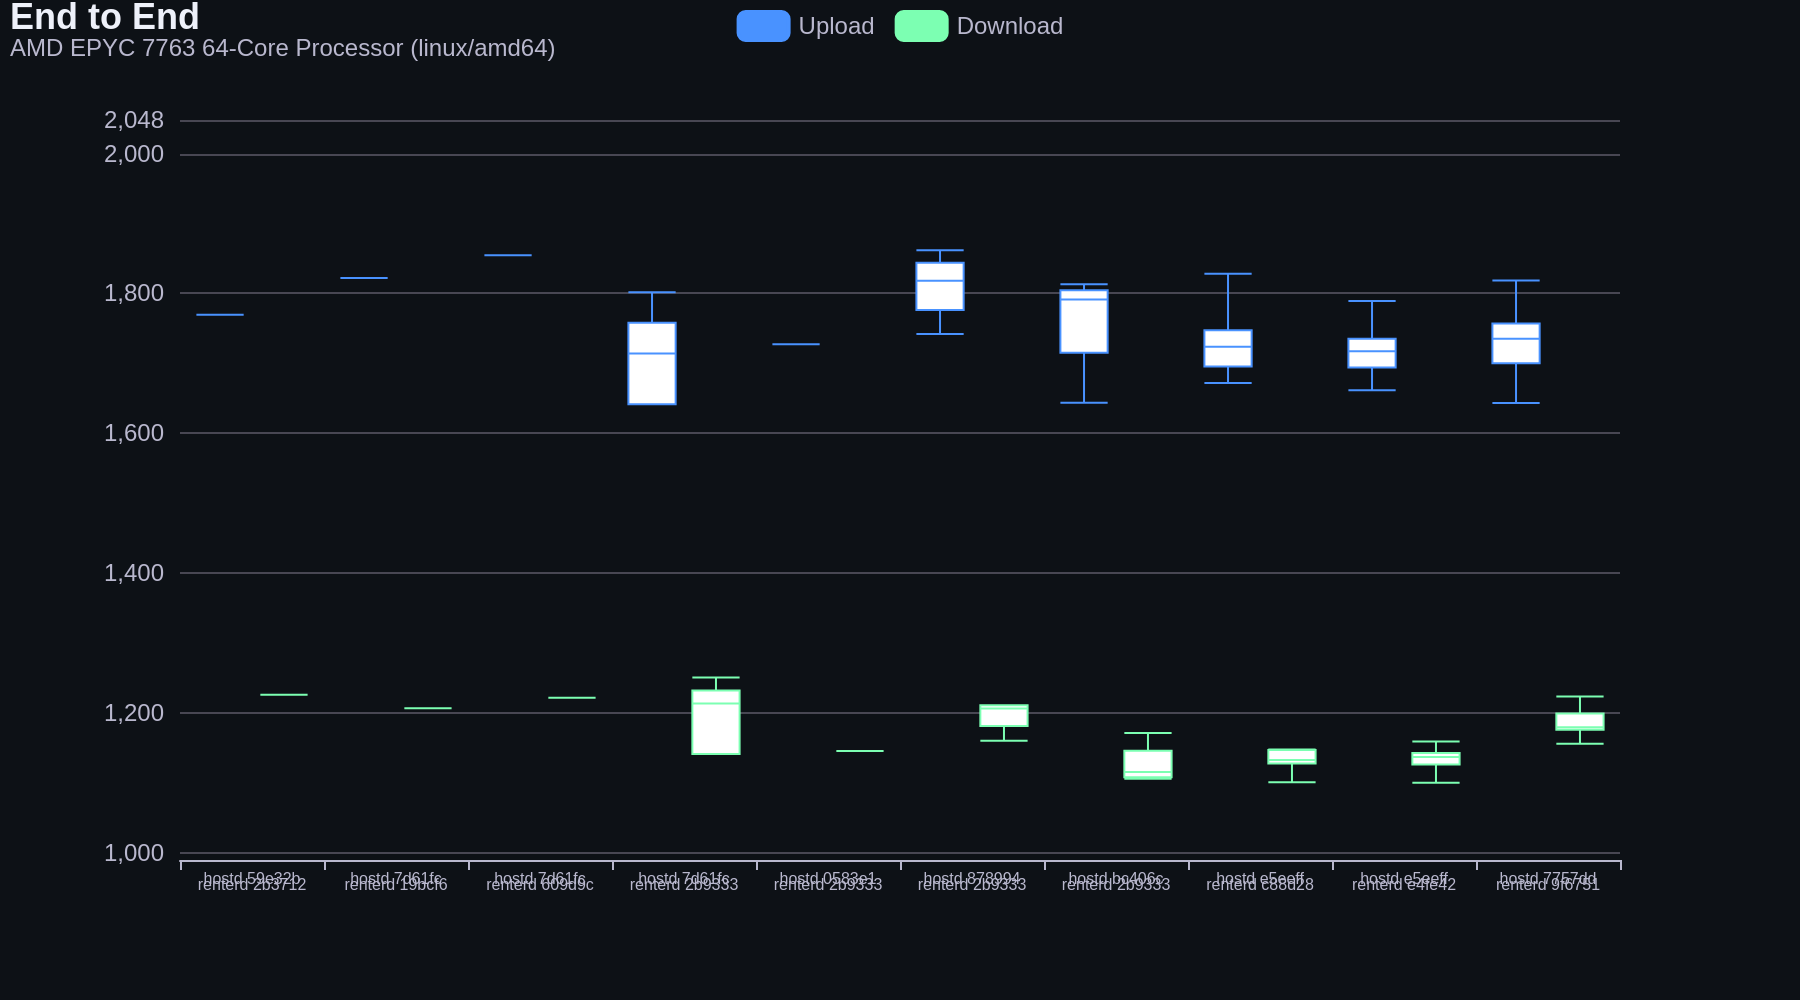 End to End
AMD EPYC 7763 64-Core Processor (linux/amd64)
Upload
Download
2,048
2,000
1,800
1,600
1,400
1,200
1,000
hostd 59e32b
renterd 2b3712
hostd 7d61fc
renterd 19bcf6
hostd 7d61fc
renterd 609d9c
hostd 7d61fc
renterd 2b9333
hostd 0583e1
renterd 2b9333
hostd 878994
renterd 2b9333
hostd bc406c
renterd 2b9333
hostd e5eeff
renterd c88d28
hostd e5eeff
renterd e4fe42
hostd 7757dd
renterd 9f6751